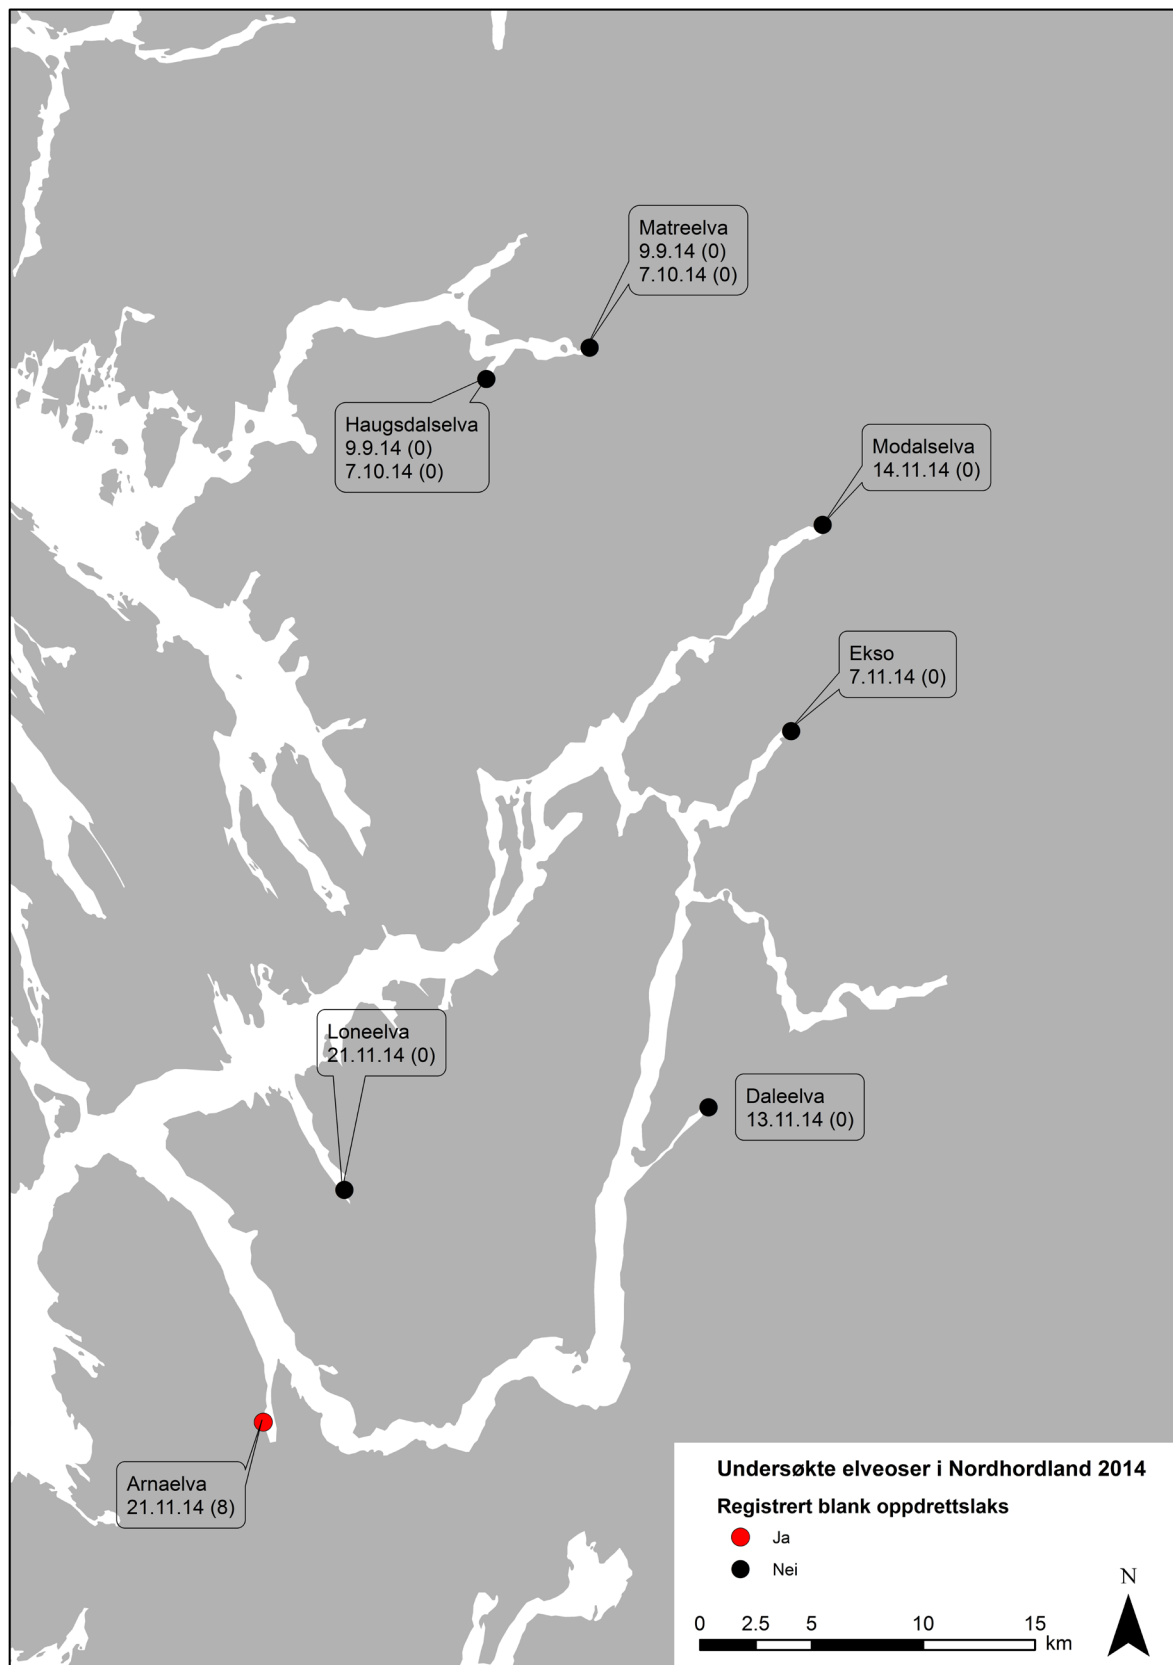 Matreelva
9.9.14 (0)
7.10.14 (0)
Haugsdalselva
9.9.14 (0)
7.10.14 (0)
Modalselva
14.11.14 (0)
Ekso
7.11.14 (0)
Loneelva
21.11.14 (0)
Daleelva
13.11.14 (0)
Arnaelva
21.11.14 (8)
Undersøkte elveoser i Nordhordland 2014
Registrert blank oppdrettslaks
Ja
Nei
N
0 2.5 5 10 15
km